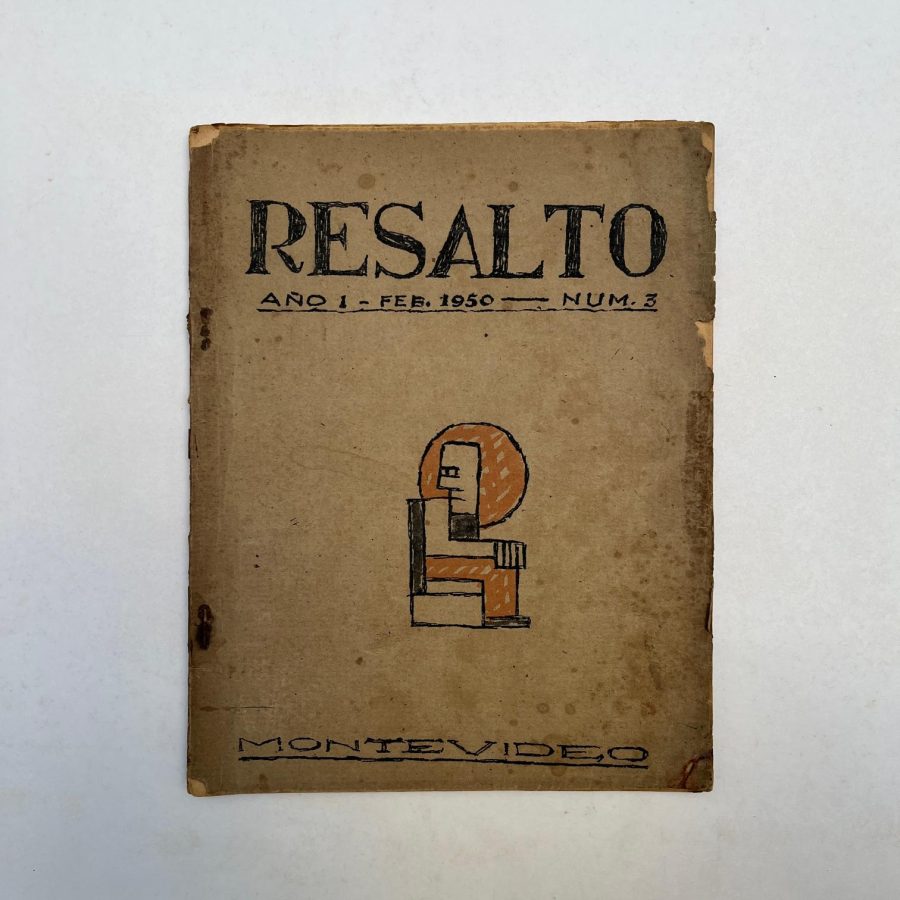 RESALTO
AÑO 1 - FEB. 1950 — NUM. 3
MONTEVIDEO